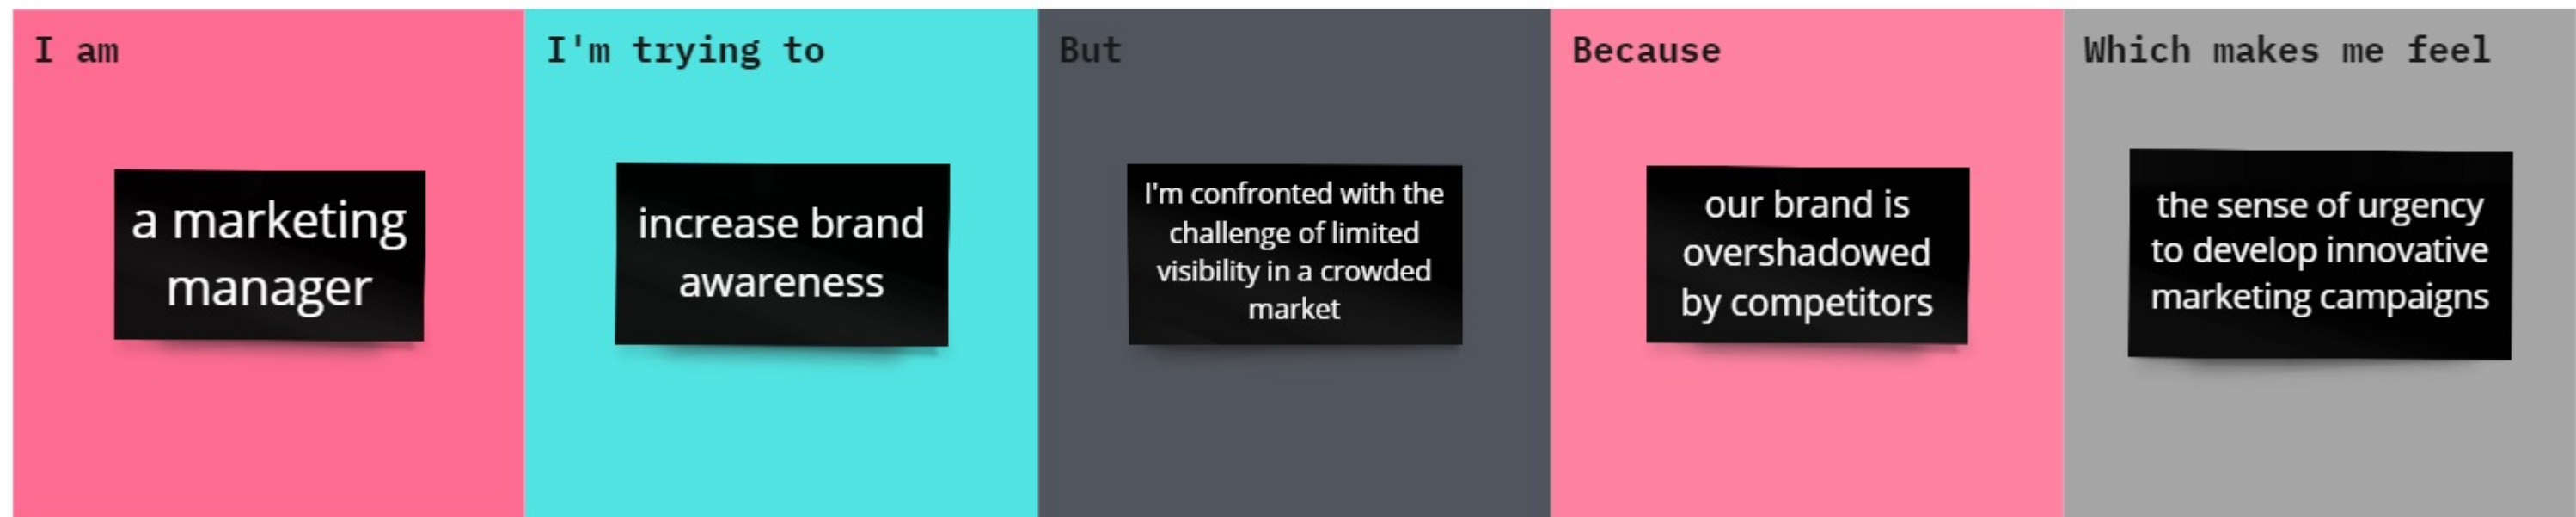 I am
a marketing
manager
I'm trying to
increase brand
awareness
But
I'm confronted with the
challenge of limited
visibility in a crowded
market
Because
our brand is
overshadowed
by competitors
Which makes me feel
the sense of urgency
to develop innovative
marketing campaigns